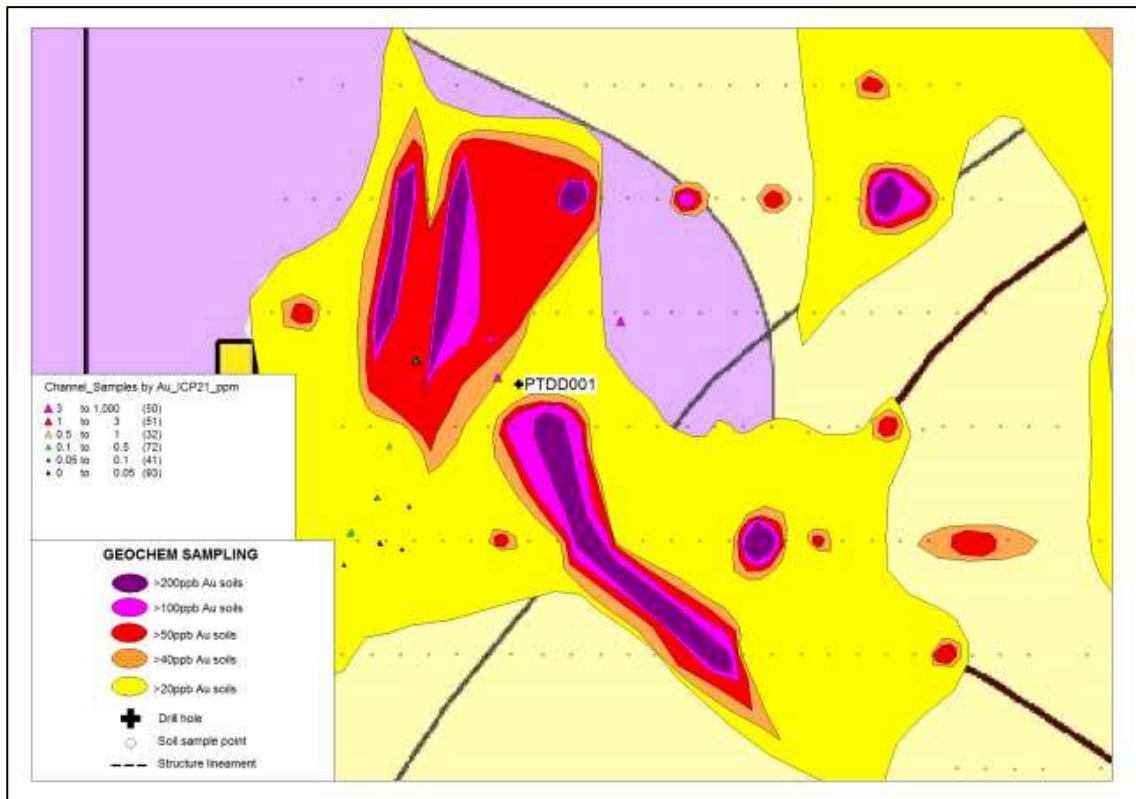 PTDD001
Channel_Samples by Au_ICP21_ppm
3 to 1,000 (50)
1 to 3 (51)
0.5 to 1 (32)
0.1 to 0.5 (72)
0.05 to 0.1 (41)
0 to 0.05 (93)
GEOCHEM SAMPLING
>200ppb Au soils
>100ppb Au soils
>50ppb Au soils
>40ppb Au soils
>20ppb Au soils
Drill hole
Soil sample point
Structure lineament